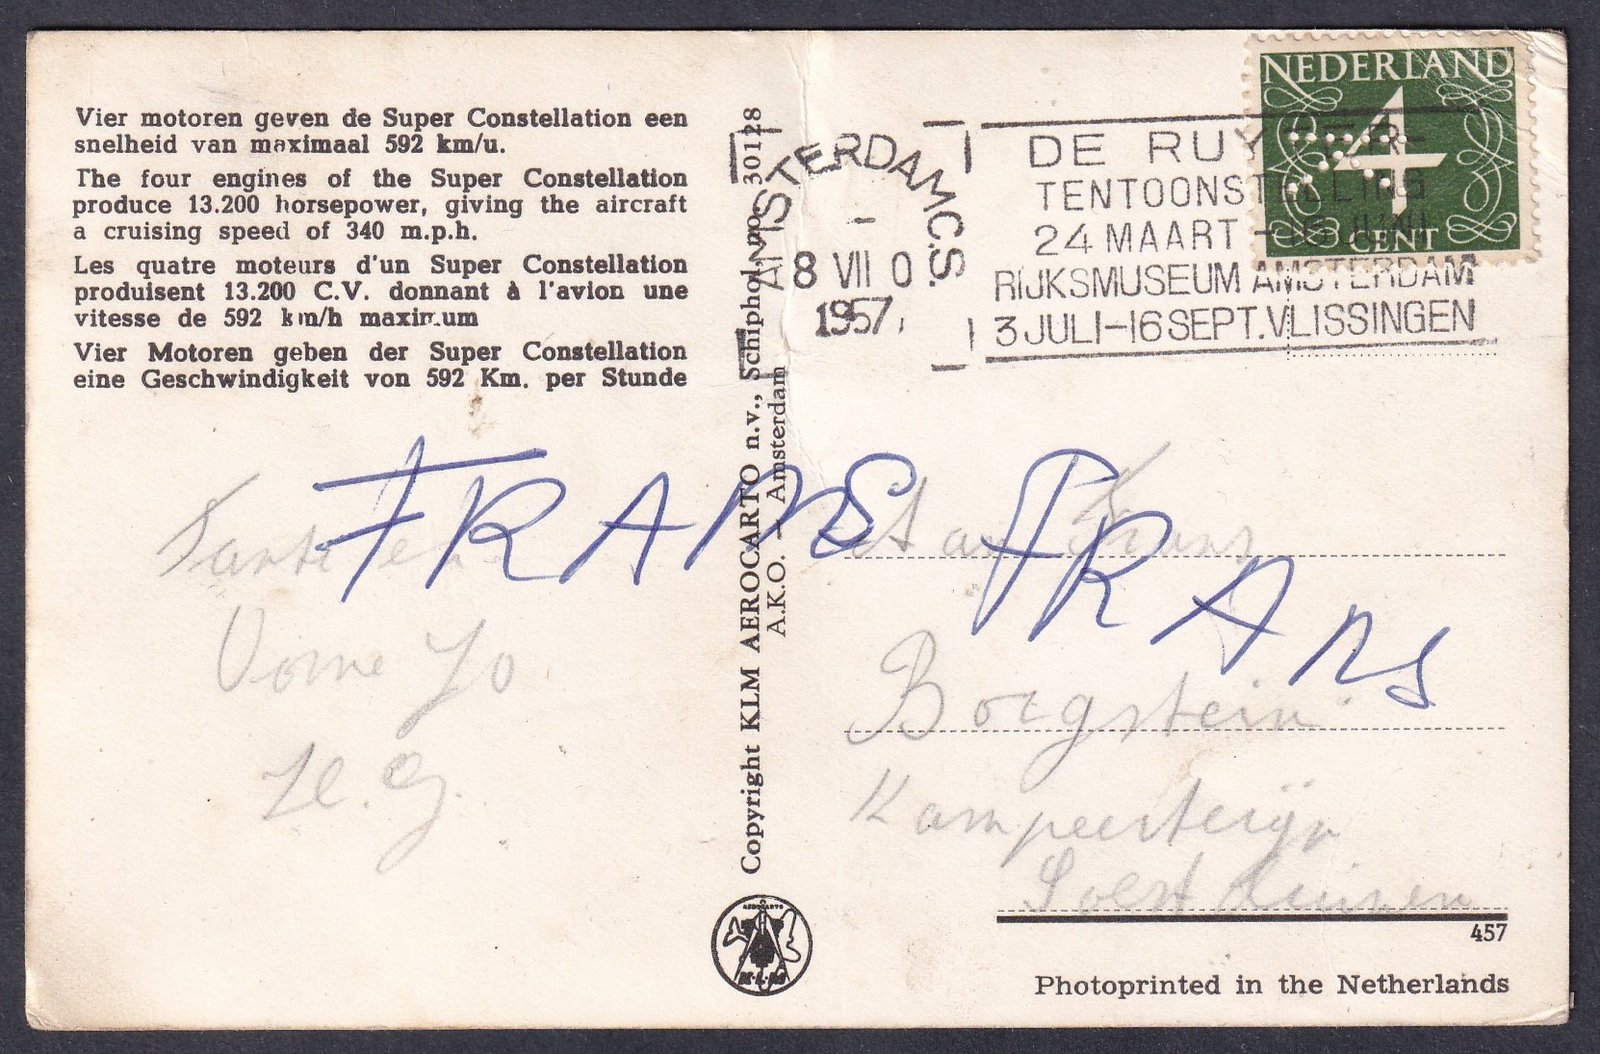 Vier motoren geven de Super Constellation een
snelheid van maximaal 592 km/u.
The four engines of the Super Constellation
produce 13.200 horsepower, giving the aircraft
a cruising speed of 340 m.p.h.
Les quatre moteurs d'un Super Constellation
produisent 13.200 C.V. donnant à l'avion une
vitesse de 592 km/h maximum
Vier Motoren geben der Super Constellation
eine Geschwindigkeit von 592 Km. per Stunde
Copyright KLM AEROCARTO n.v., Schiphol, no 30128
A.K.O. – Amsterdam
AMSTERDAM C.S.
8 VII 0
1957
DE RUYTER-
TENTOONSTELLING
24 MAART - 16 JUNI
RIJKSMUSEUM AMSTERDAM
3 JULI-16 SEPT. VLISSINGEN
NEDERLAND
4
CENT
FRANS FRANS
Jo
Borgstein
Soestduinen
457
Photoprinted in the Netherlands
AEROCARTO
K·L·M